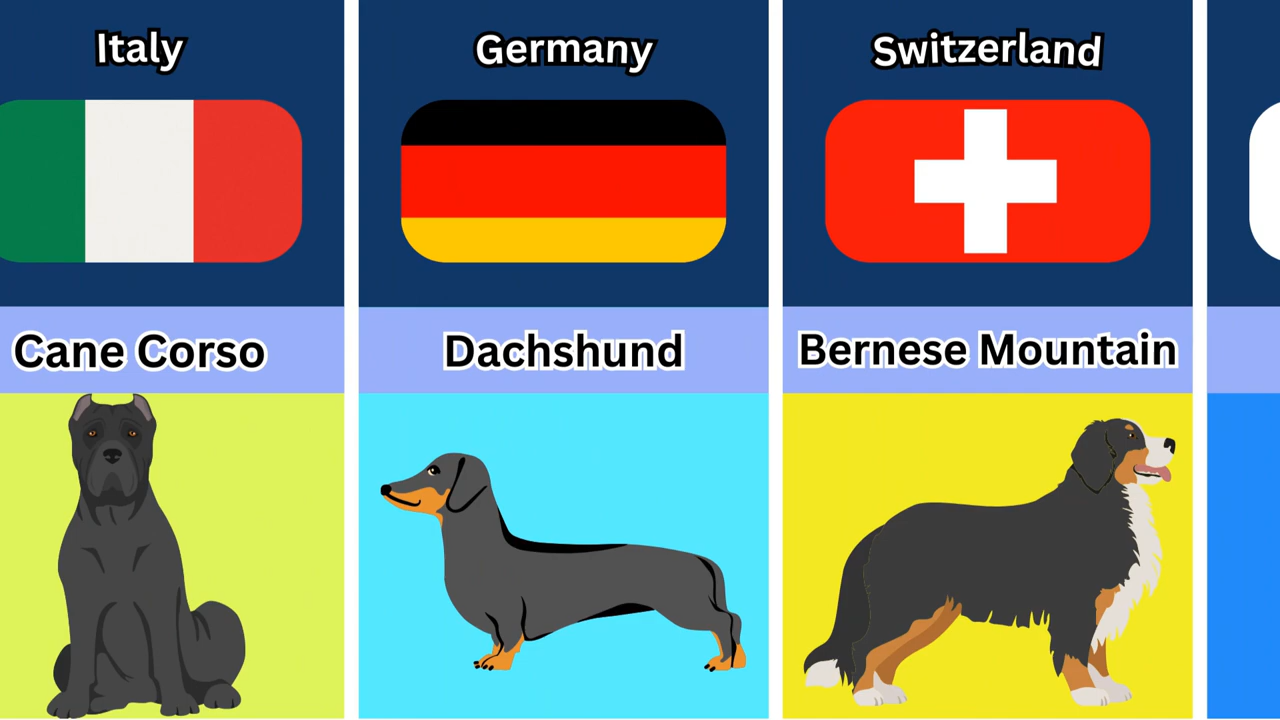 Italy
Germany
Switzerland
Cane Corso
Dachshund
Bernese Mountain